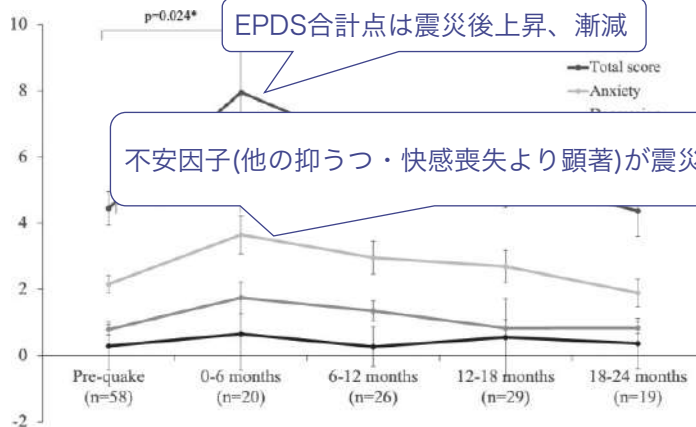 10
p=0.024*
EPDS合計点は震災後上昇、漸減
8
Total score
Anxiety
不安因子(他の抑うつ・快感喪失より顕著)が震災
6
4
2
0
Pre-quake
(n=58)
0-6 months
(n=20)
6-12 months
(n=26)
12-18 months
(n=29)
18-24 months
(n=19)
-2